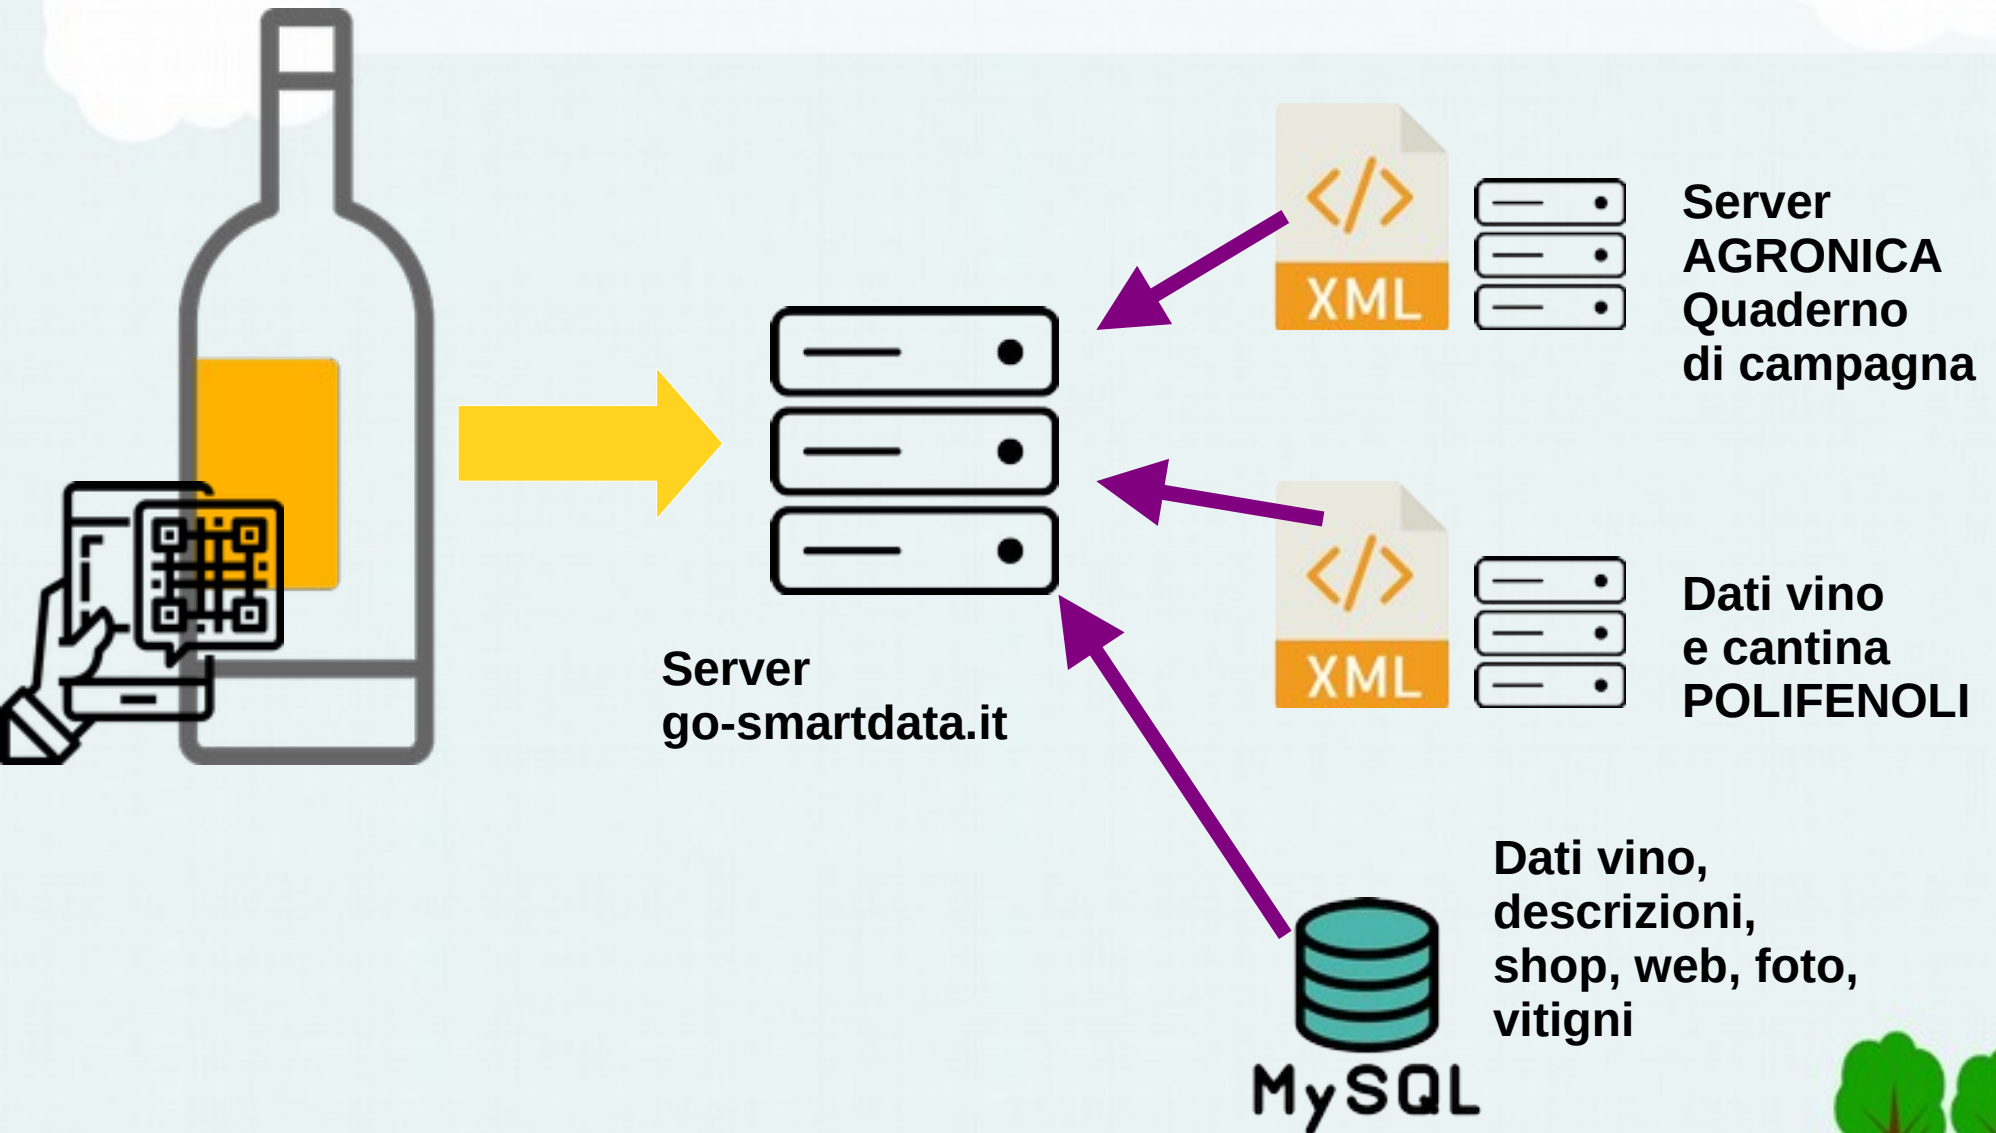 XML
Server
AGRONICA
Quaderno
di campagna
Server
go-smartdata.it
XML
Dati vino
e cantina
POLIFENOLI
Dati vino,
descrizioni,
shop, web, foto,
vitigni
MySQL